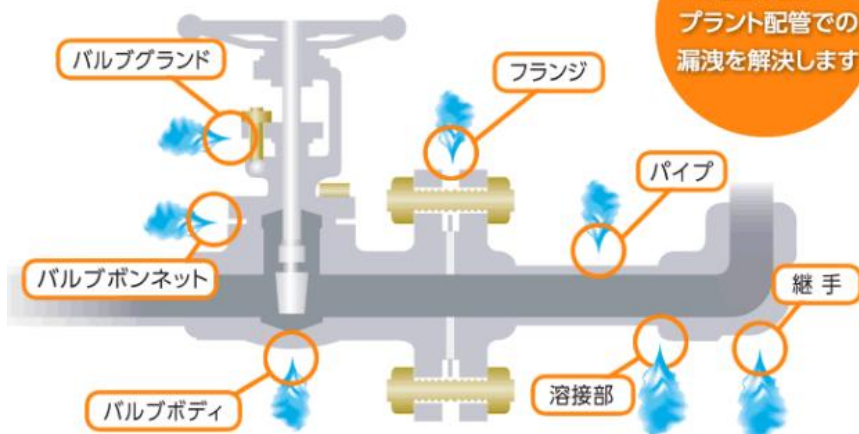 プラント配管での
漏洩を解決します
バルブグランド
フランジ
パイプ
バルブボンネット
継 手
バルブボディ
溶接部